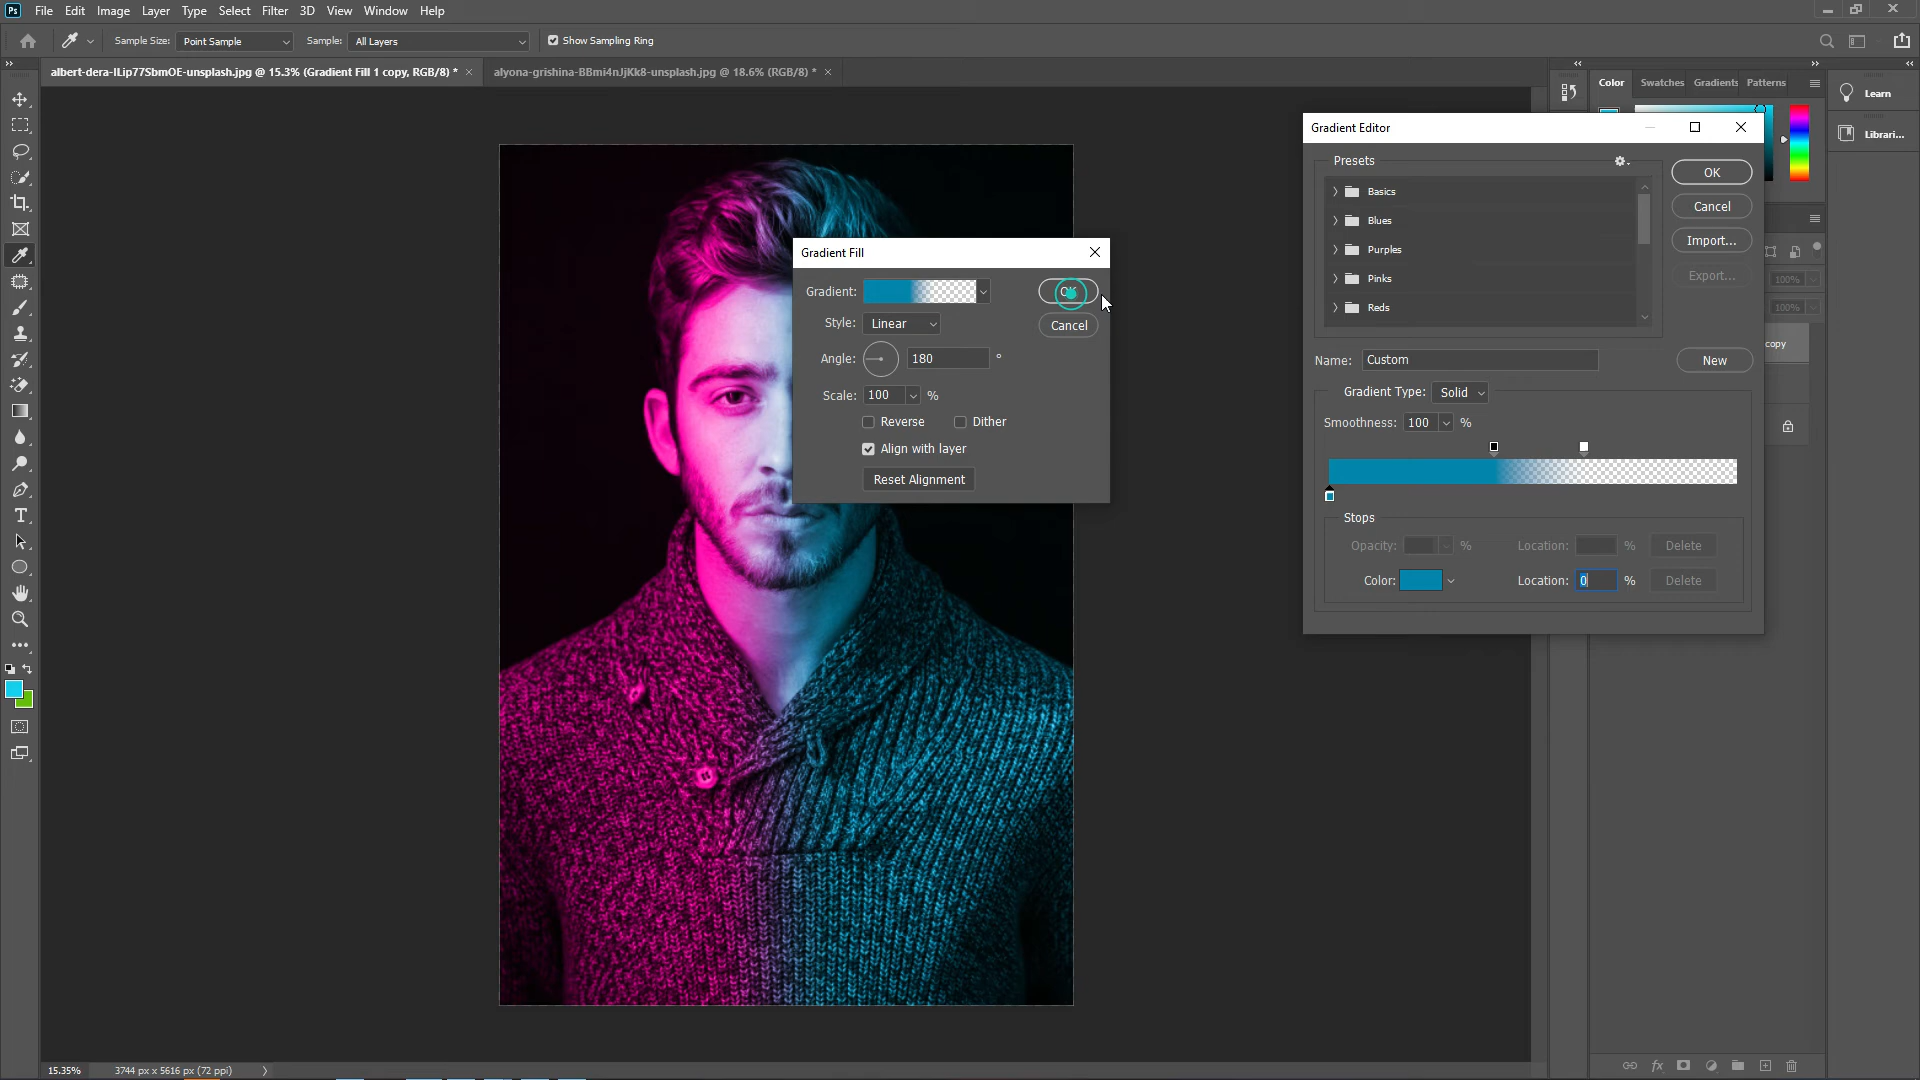 Ps File Edit Image Layer Type Select Filter 3D View Window Help
Sample Size: Point Sample Sample: All Layers Show Sampling Ring
albert-dera-ILip77SbmOE-unsplash.jpg @ 15.3% (Gradient Fill 1 copy, RGB/8) * ×
alyona-grishina-BBmi4nJjKk8-unsplash.jpg @ 18.6% (RGB/8) * ×
Color Swatches Gradients Patterns
Learn
Librari...
Gradient Editor
Presets
Basics
Blues
Purples
Pinks
Reds
OK
Cancel
Import...
Export...
Name: Custom
New
Gradient Type: Solid
Smoothness: 100 %
Stops
Opacity: % Location: % Delete
Color: Location: 0 % Delete
Gradient Fill
Gradient:
OK
Style: Linear
Cancel
Angle: 180 °
Scale: 100 %
Reverse Dither
Align with layer
Reset Alignment
100%
100%
copy
T
fx
15.35% 3744 px x 5616 px (72 ppi)